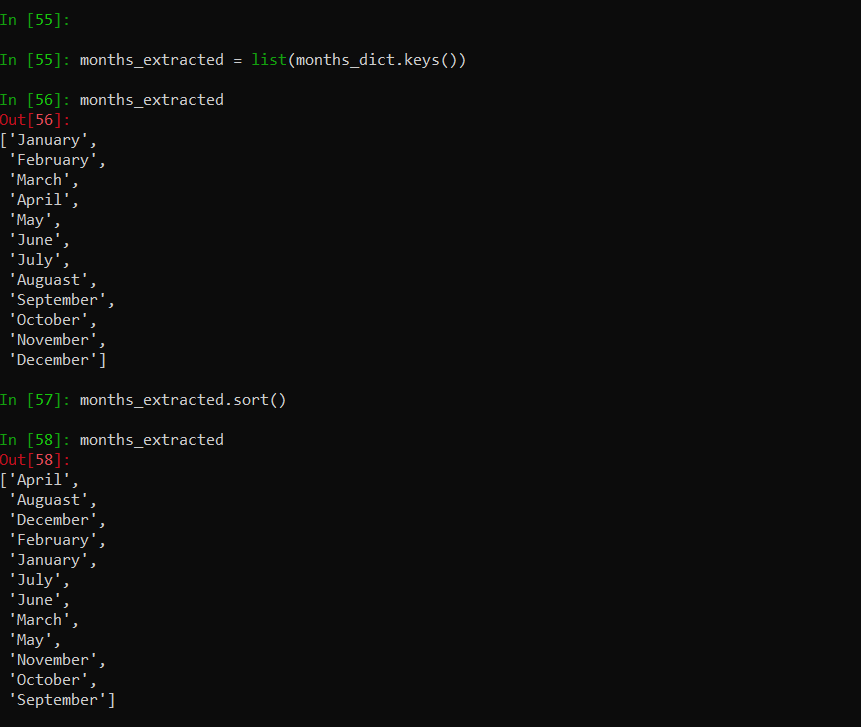 In [55]:
In [55]: months_extracted = list(months_dict.keys())
In [56]: months_extracted
Out[56]:
['January',
 'February',
 'March',
 'April',
 'May',
 'June',
 'July',
 'Auguast',
 'September',
 'October',
 'November',
 'December']
In [57]: months_extracted.sort()
In [58]: months_extracted
Out[58]:
['April',
 'Auguast',
 'December',
 'February',
 'January',
 'July',
 'June',
 'March',
 'May',
 'November',
 'October',
 'September']